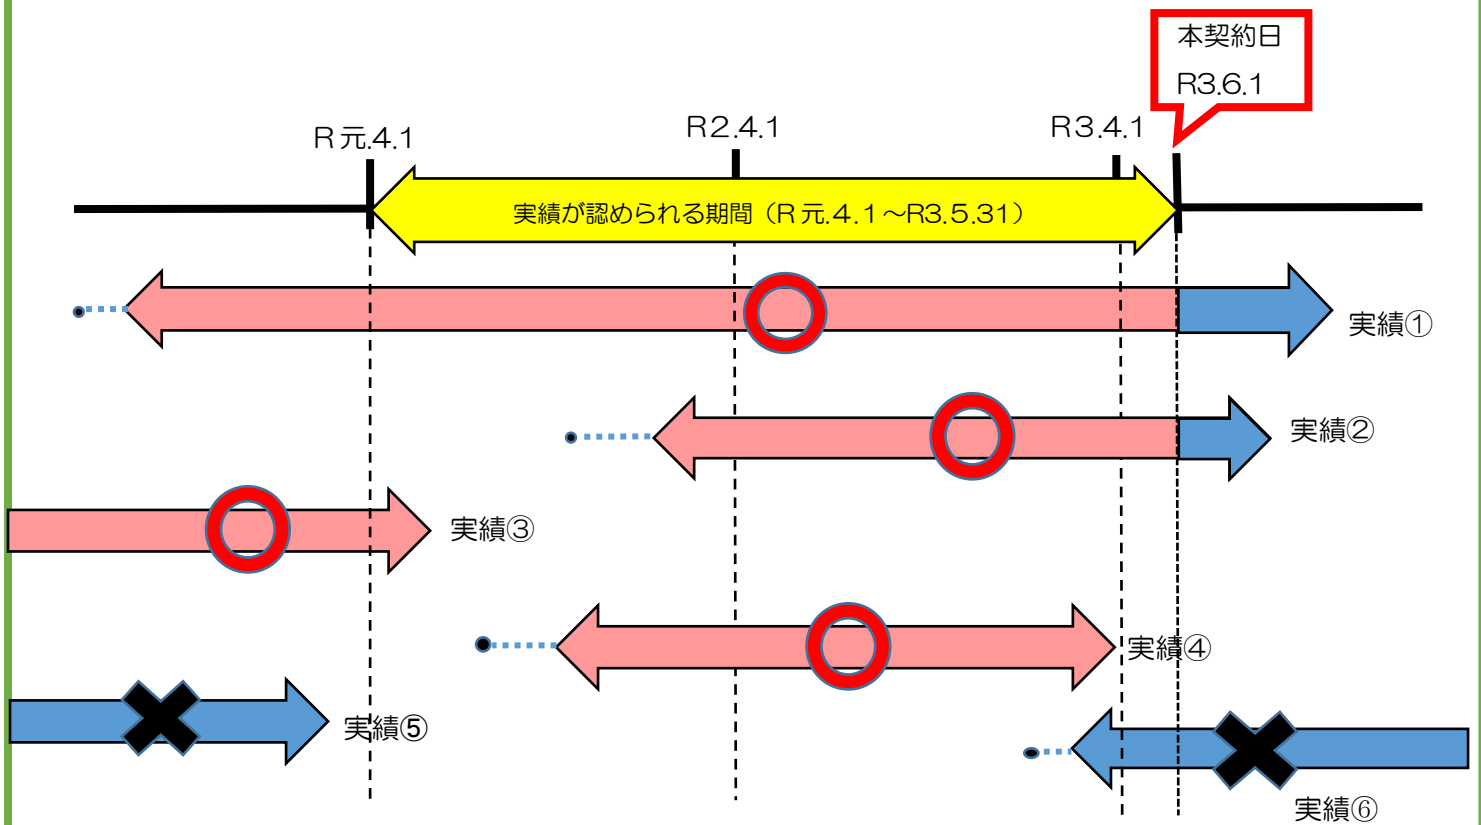 本契約日
R3.6.1
R元.4.1
R2.4.1
R3.4.1
実績が認められる期間（R元.4.1～R3.5.31）
実績①
実績②
実績③
実績④
実績⑤
実績⑥